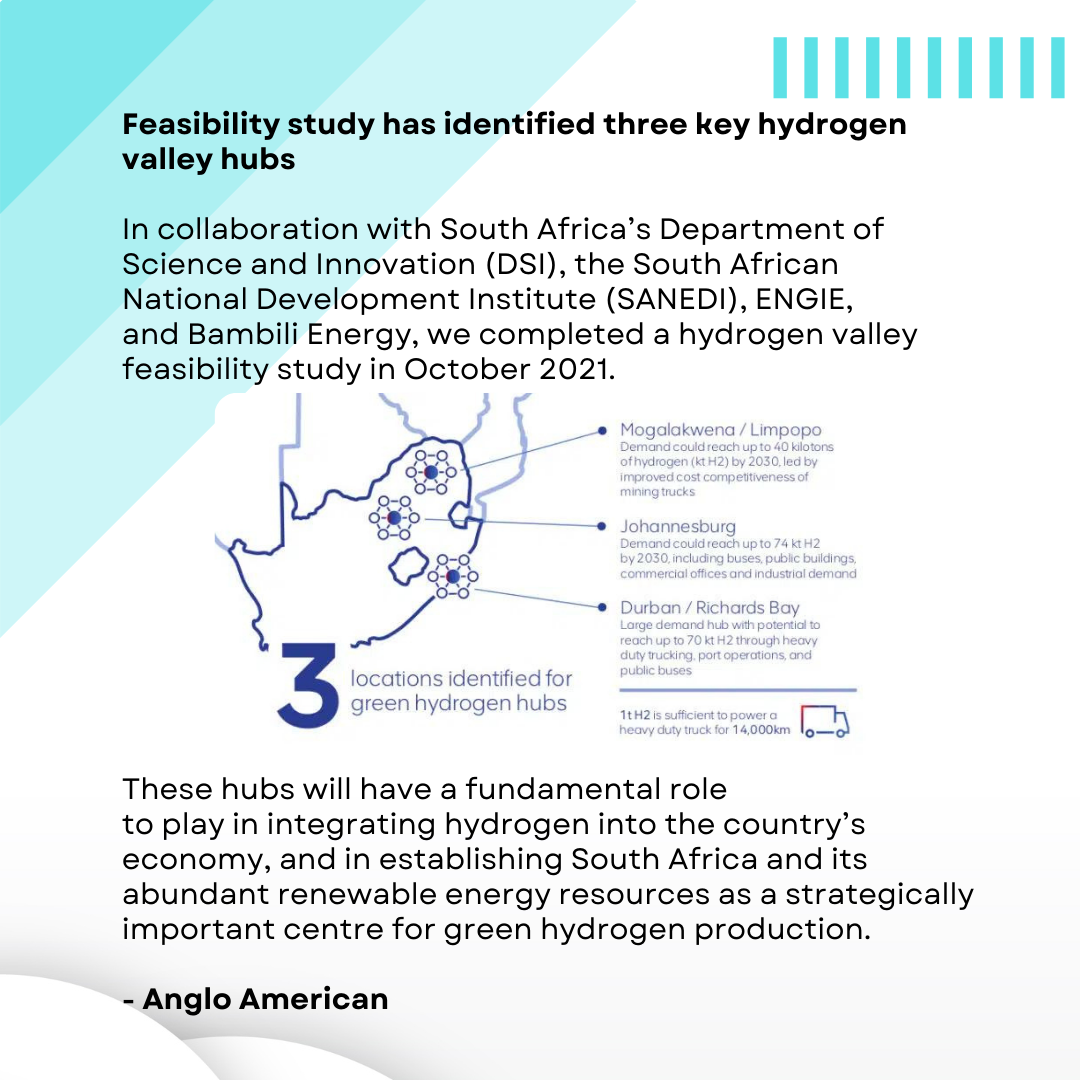 Feasibility study has identified three key hydrogen
valley hubs
In collaboration with South Africa’s Department of
Science and Innovation (DSI), the South African
National Development Institute (SANEDI), ENGIE,
and Bambili Energy, we completed a hydrogen valley
feasibility study in October 2021.
Mogalakwena / Limpopo
Demand could reach up to 40 kilotons
of hydrogen (kt H2) by 2030, led by
improved cost competitiveness of
mining trucks
Johannesburg
Demand could reach up to 74 kt H2
by 2030, including buses, public buildings,
commercial offices and industrial demand
Durban / Richards Bay
Large demand hub with potential to
reach up to 70 kt H2 through heavy
duty trucking, port operations, and
public buses
3
locations identified for
green hydrogen hubs
1t H2 is sufficient to power a
heavy duty truck for 14,000km
These hubs will have a fundamental role
to play in integrating hydrogen into the country’s
economy, and in establishing South Africa and its
abundant renewable energy resources as a strategically
important centre for green hydrogen production.
- Anglo American